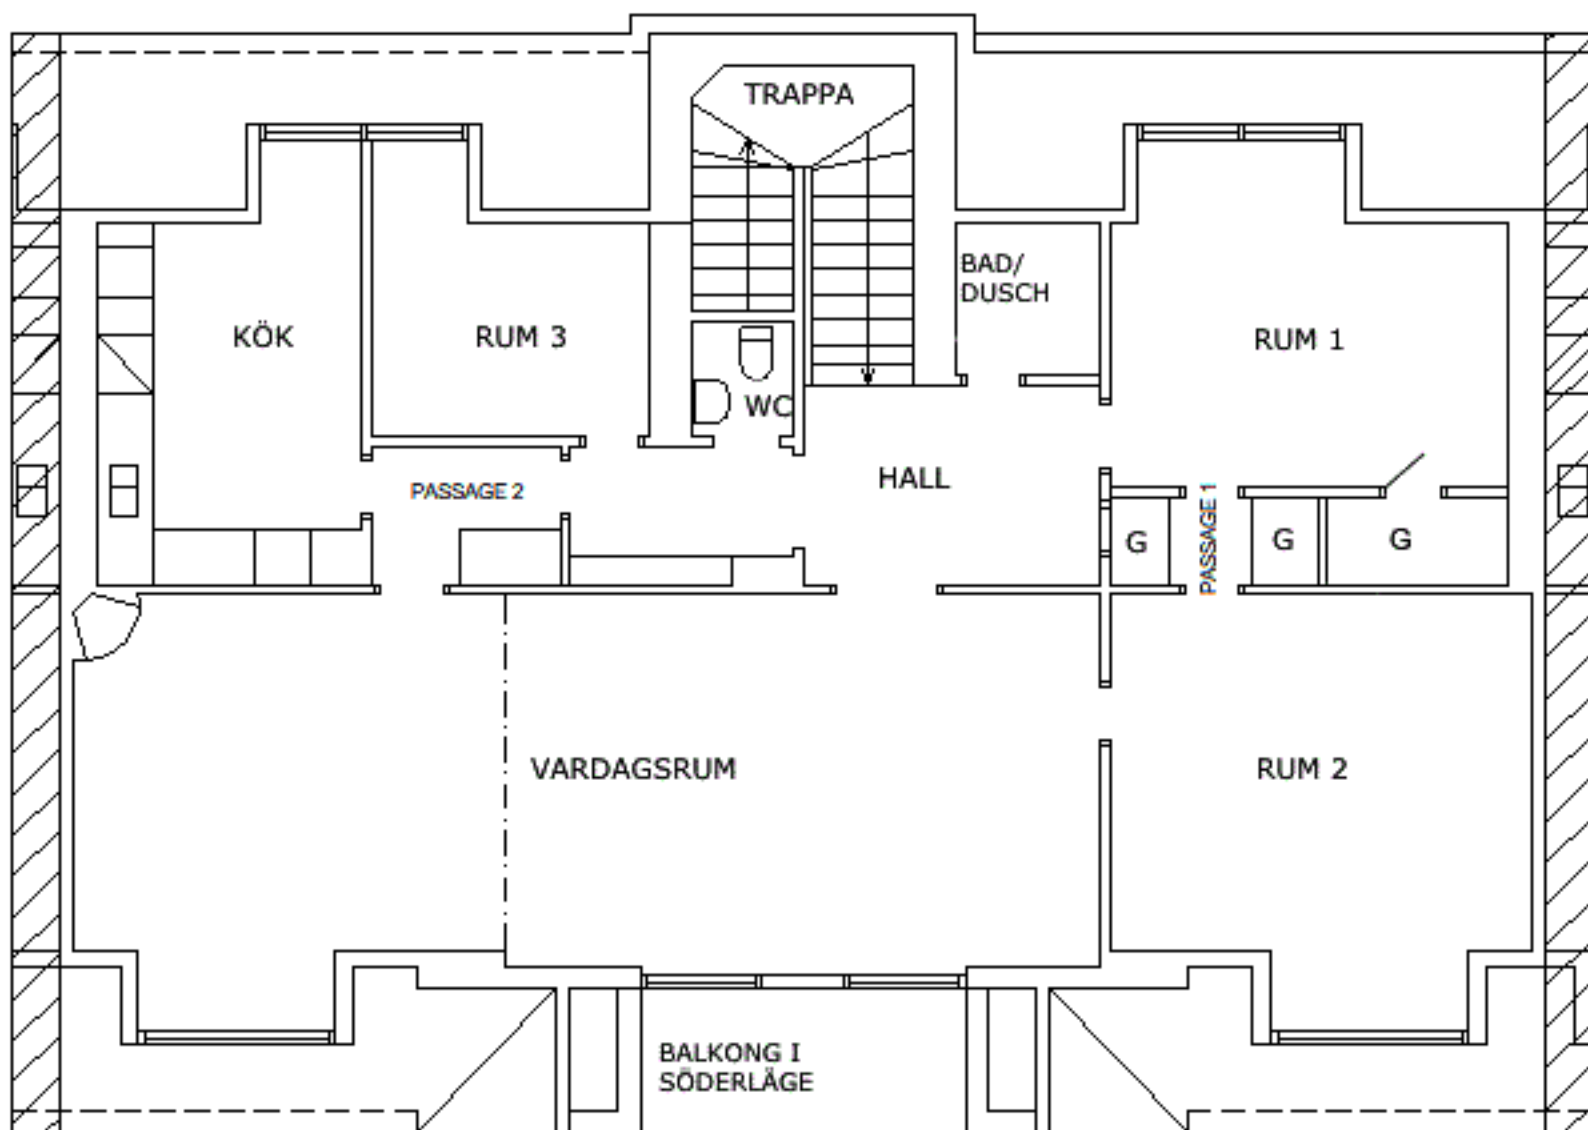 TRAPPA
BAD/
DUSCH
KÖK
RUM 3
RUM 1
WC
HALL
PASSAGE 2
PASSAGE 1
G
G
G
VARDAGSRUM
RUM 2
BALKONG I
SÖDERLÄGE